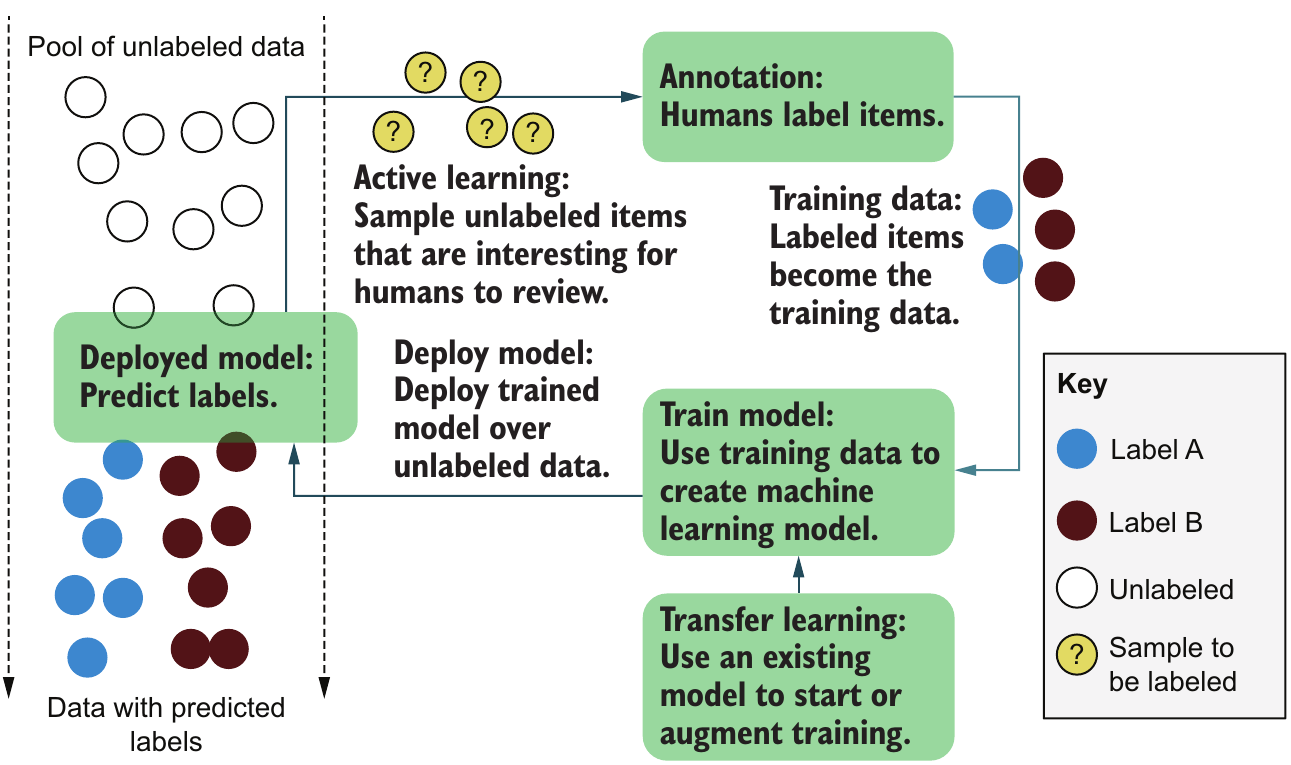 Pool of unlabeled data
?
?
?
?
?
Annotation:
Humans label items.
Active learning:
Sample unlabeled items
that are interesting for
humans to review.
Training data:
Labeled items
become the
training data.
Deployed model:
Predict labels.
Deploy model:
Deploy trained
model over
unlabeled data.
Train model:
Use training data to
create machine
learning model.
Transfer learning:
Use an existing
model to start or
augment training.
Data with predicted
labels
Key
Label A
Label B
Unlabeled
?
Sample to
be labeled